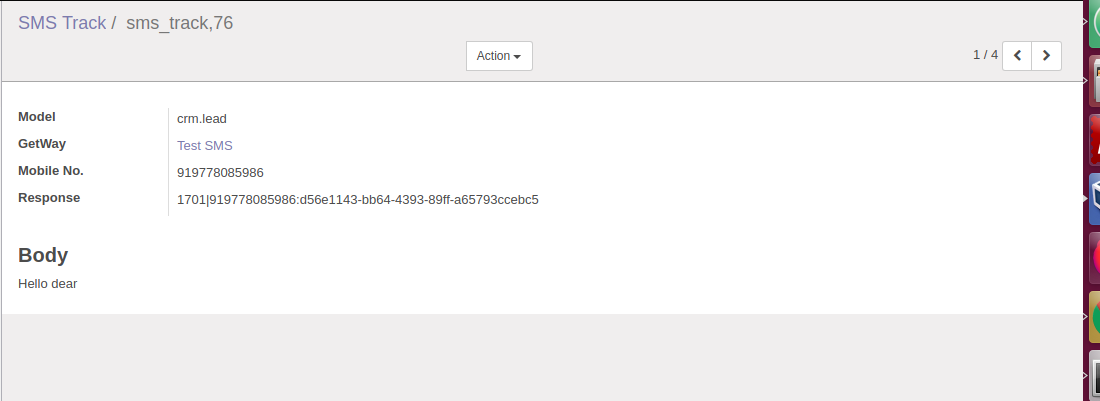 SMS Track / sms_track,76
Action
1 / 4
Model crm.lead
GetWay Test SMS
Mobile No. 919778085986
Response 1701|919778085986:d56e1143-bb64-4393-89ff-a65793ccebc5
Body
Hello dear